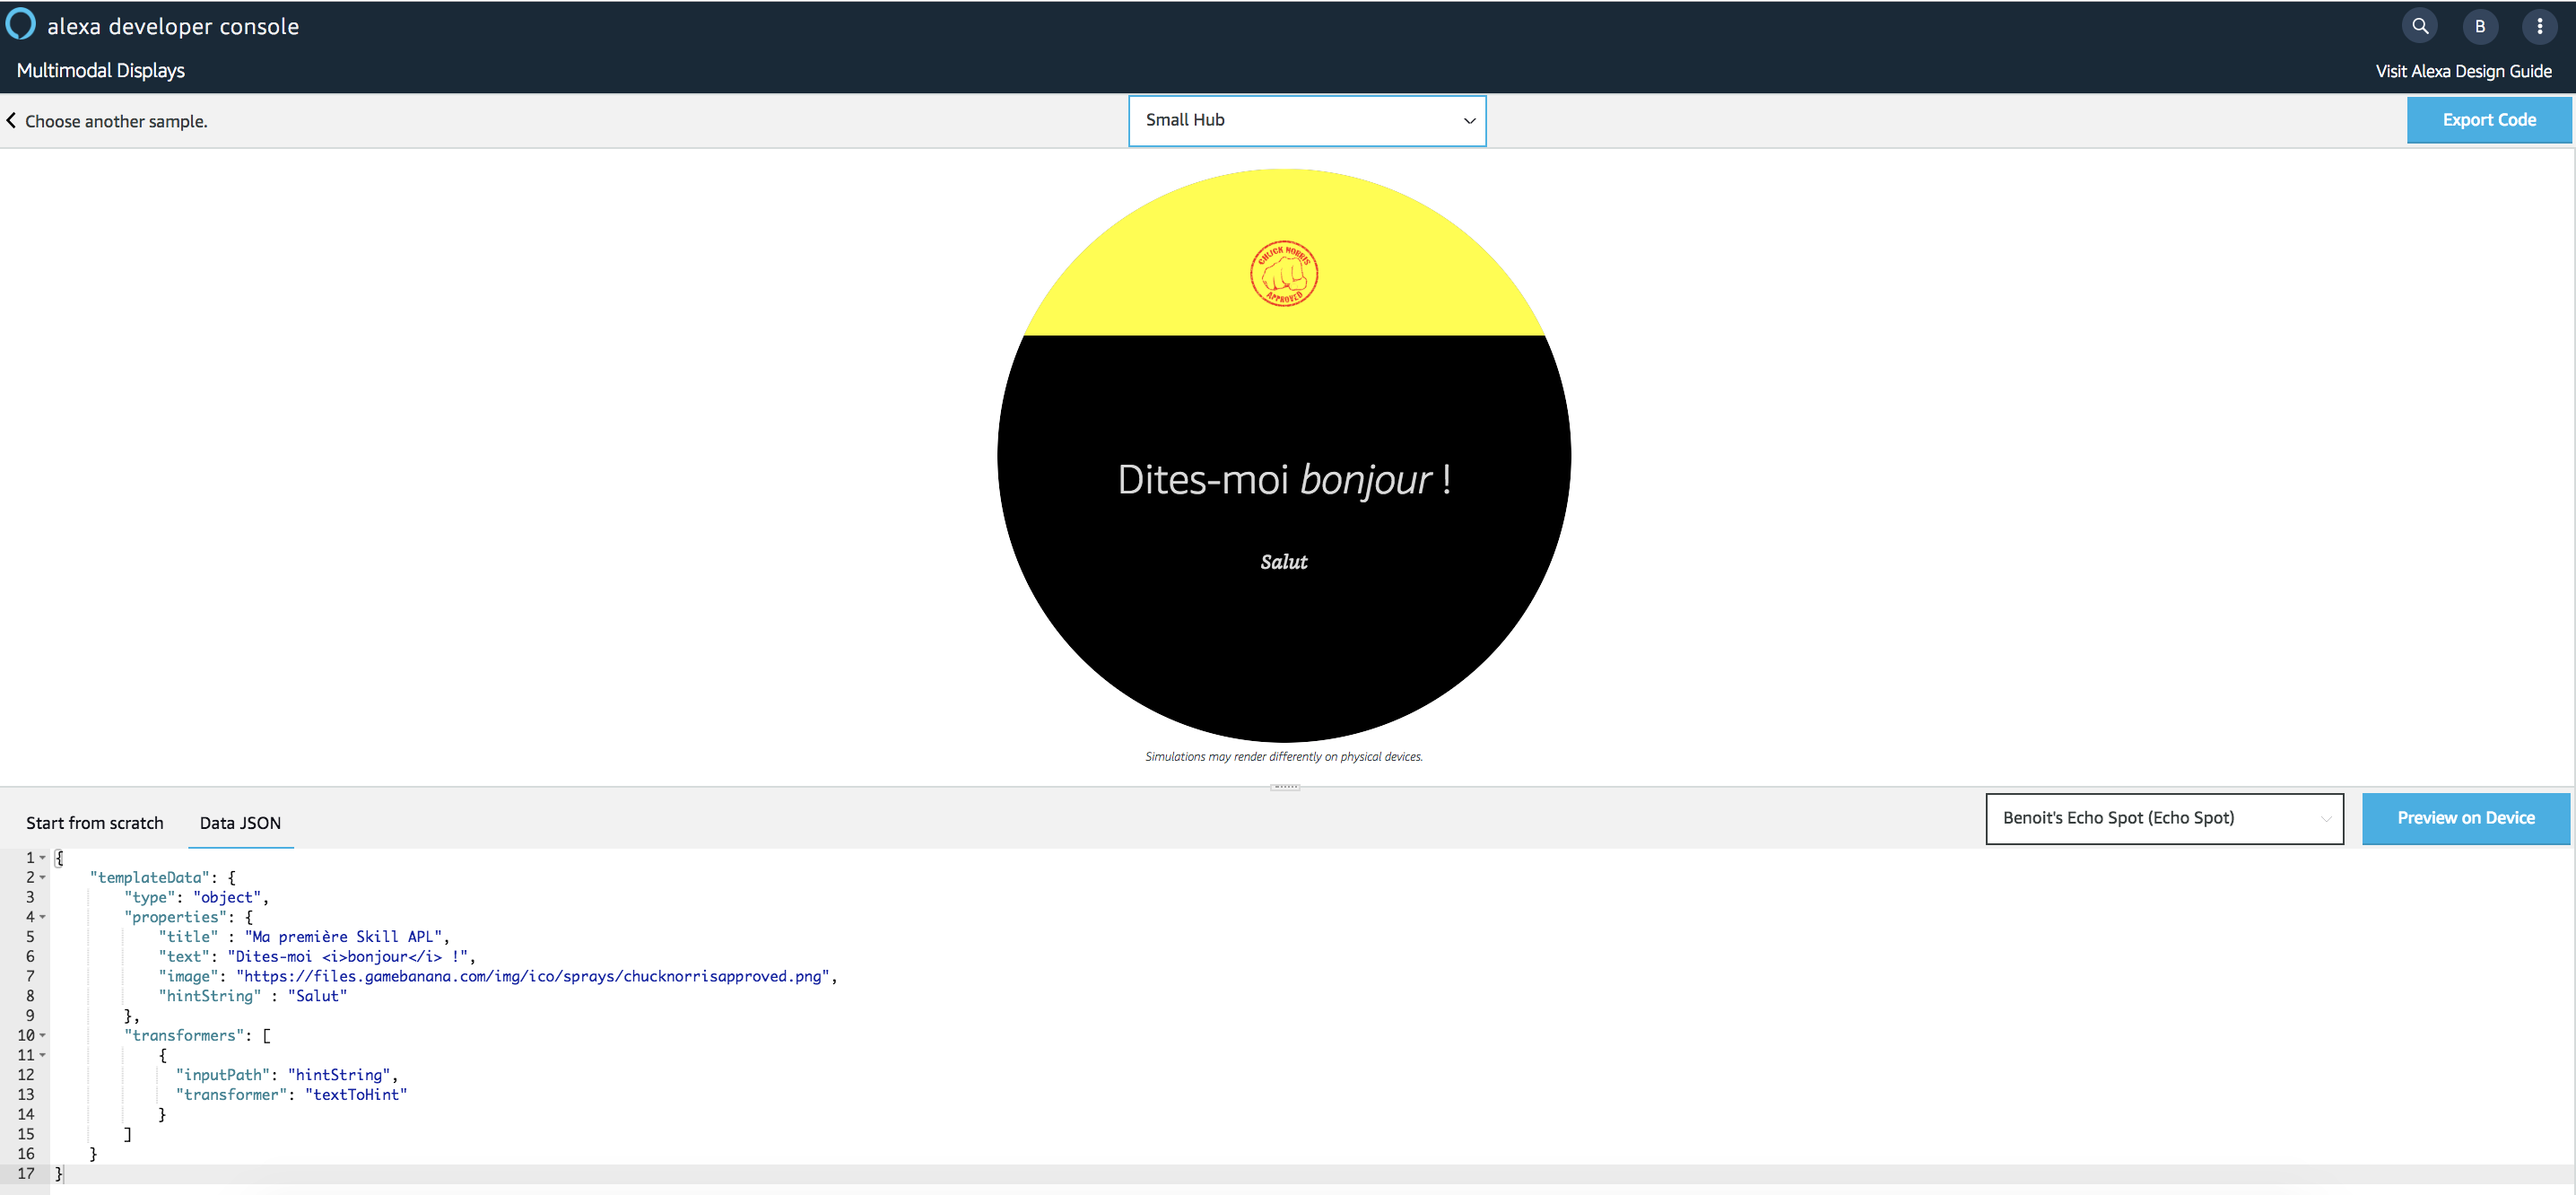 alexa developer console
B
Multimodal Displays
Visit Alexa Design Guide
Choose another sample.
Small Hub
Export Code
CHUCK NORRIS
APPROVED
Dites-moi bonjour !
Salut
Simulations may render differently on physical devices.
Start from scratch
Data JSON
Benoit's Echo Spot (Echo Spot)
Preview on Device
1 {
2 "templateData": {
3 "type": "object",
4 "properties": {
5 "title" : "Ma première Skill APL",
6 "text": "Dites-moi <i>bonjour</i> !",
7 "image": "https://files.gamebanana.com/img/ico/sprays/chucknorrisapproved.png",
8 "hintString" : "Salut"
9 },
10 "transformers": [
11 {
12 "inputPath": "hintString",
13 "transformer": "textToHint"
14 }
15 ]
16 }
17 }